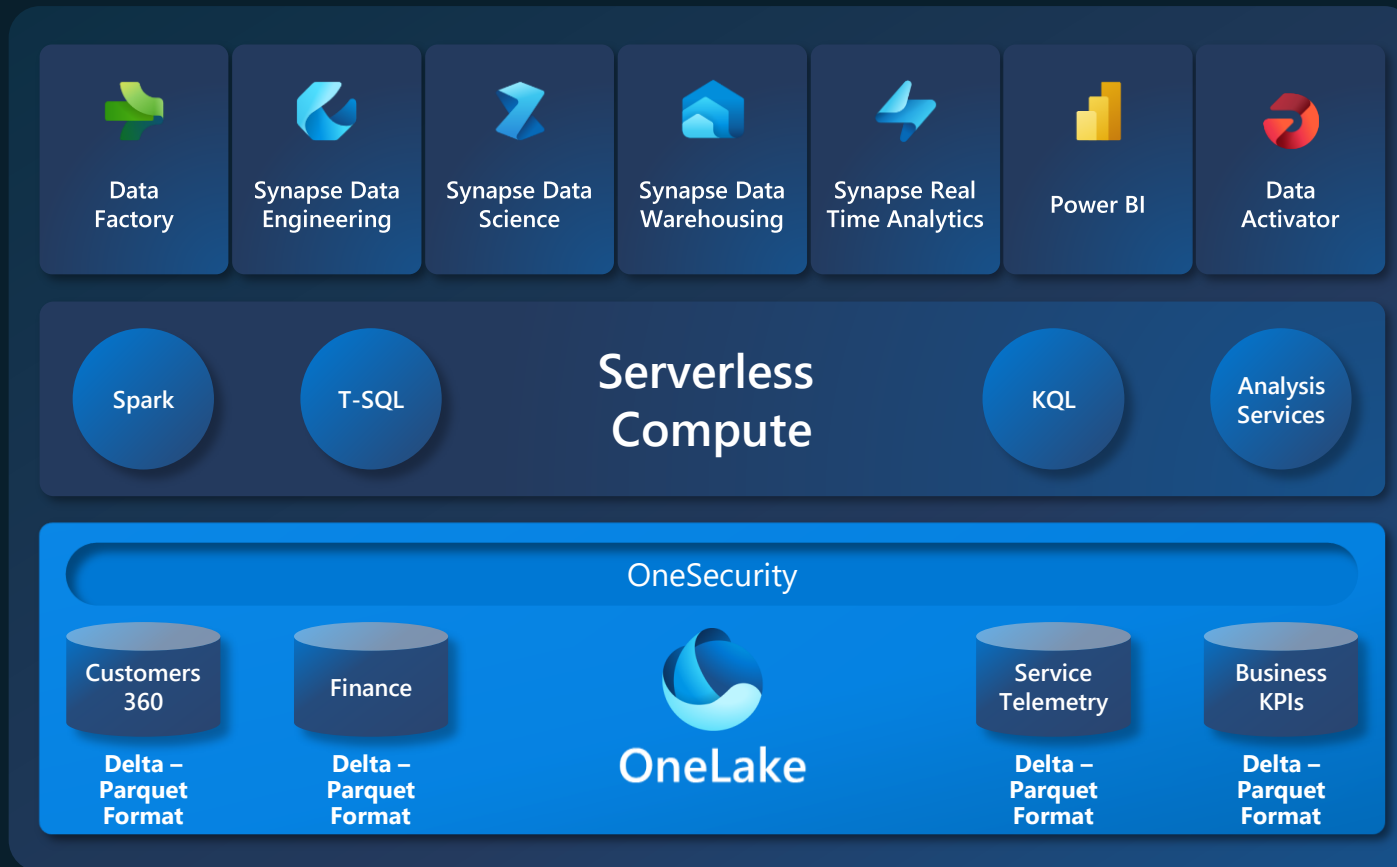 Data
Factory
Synapse Data
Engineering
Synapse Data
Science
Synapse Data
Warehousing
Synapse Real
Time Analytics
Power BI
Data
Activator
Spark
T-SQL
Serverless
Compute
KQL
Analysis
Services
OneSecurity
Customers
360
Finance
OneLake
Service
Telemetry
Business
KPIs
Delta –
Parquet
Format
Delta –
Parquet
Format
Delta –
Parquet
Format
Delta –
Parquet
Format